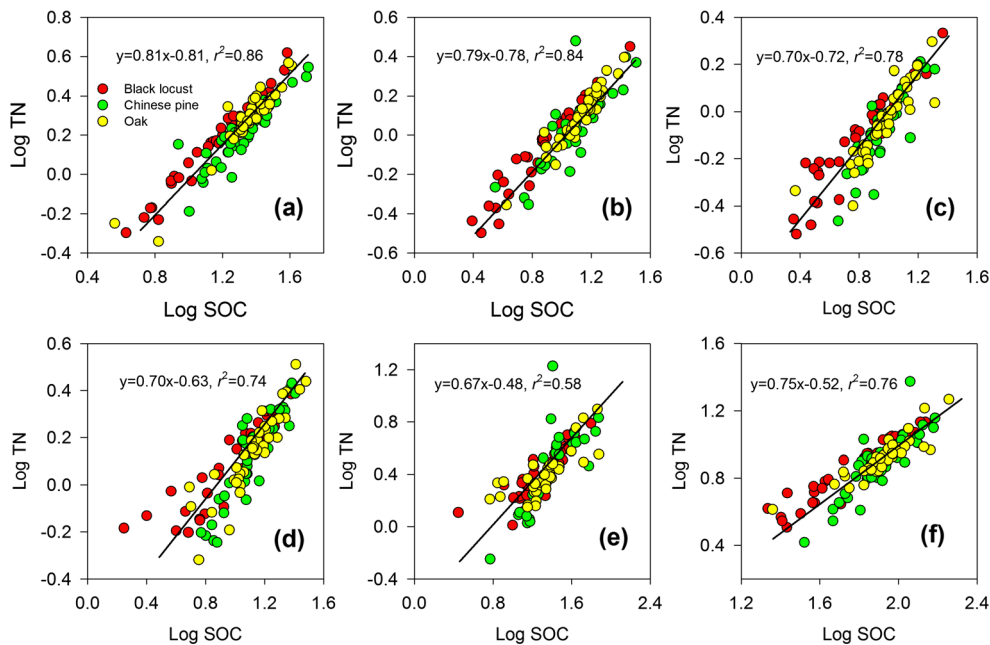 0.8
0.6
0.4
0.2
0.0
-0.2
-0.4
Log TN
y=0.81x-0.81, r²=0.86
Black locust
Chinese pine
Oak
(a)
0.4 0.8 1.2 1.6
Log SOC
0.6
0.4
0.2
0.0
-0.2
-0.4
-0.6
Log TN
y=0.79x-0.78, r²=0.84
(b)
0.0 0.4 0.8 1.2 1.6
Log SOC
0.4
0.2
0.0
-0.2
-0.4
-0.6
Log TN
y=0.70x-0.72, r²=0.78
(c)
0.0 0.4 0.8 1.2 1.6
Log SOC
0.6
0.4
0.2
0.0
-0.2
-0.4
Log TN
y=0.70x-0.63, r²=0.74
(d)
0.0 0.4 0.8 1.2 1.6
Log SOC
1.2
0.8
0.4
0.0
-0.4
Log TN
y=0.67x-0.48, r²=0.58
(e)
0.0 0.8 1.6 2.4
Log SOC
1.6
1.2
0.8
0.4
Log TN
y=0.75x-0.52, r²=0.76
(f)
1.2 1.6 2.0 2.4
Log SOC